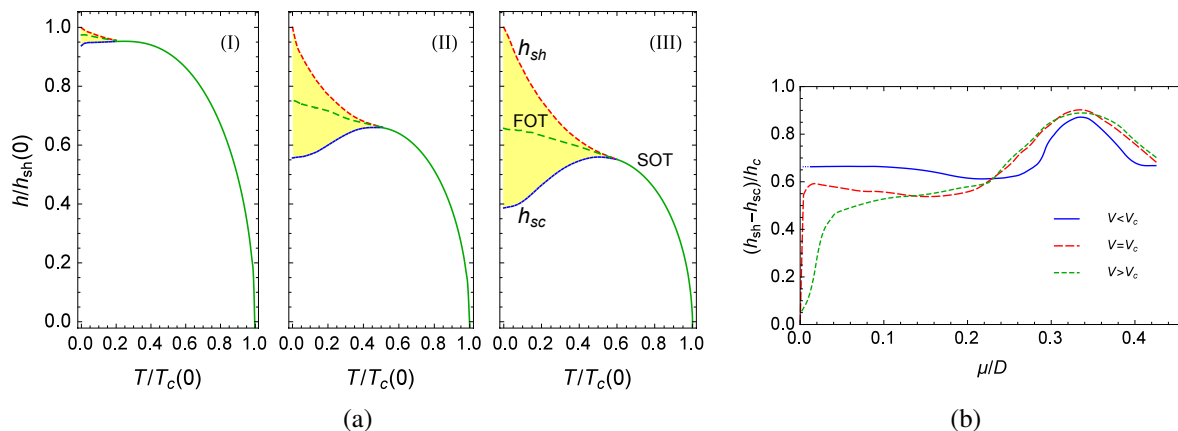 (I)
(II)
(III)
h/h_sh(0)
1.0
0.8
0.6
0.4
0.2
0.0
0.0 0.2 0.4 0.6 0.8 1.0
0.0 0.2 0.4 0.6 0.8 1.0
0.0 0.2 0.4 0.6 0.8 1.0
T/T_c(0)
T/T_c(0)
T/T_c(0)
h_sh
FOT
SOT
h_sc
(a)
(h_sh−h_sc)/h_c
1.0
0.8
0.6
0.4
0.2
0.0
0.0 0.1 0.2 0.3 0.4
μ/D
V<V_c
V=V_c
V>V_c
(b)